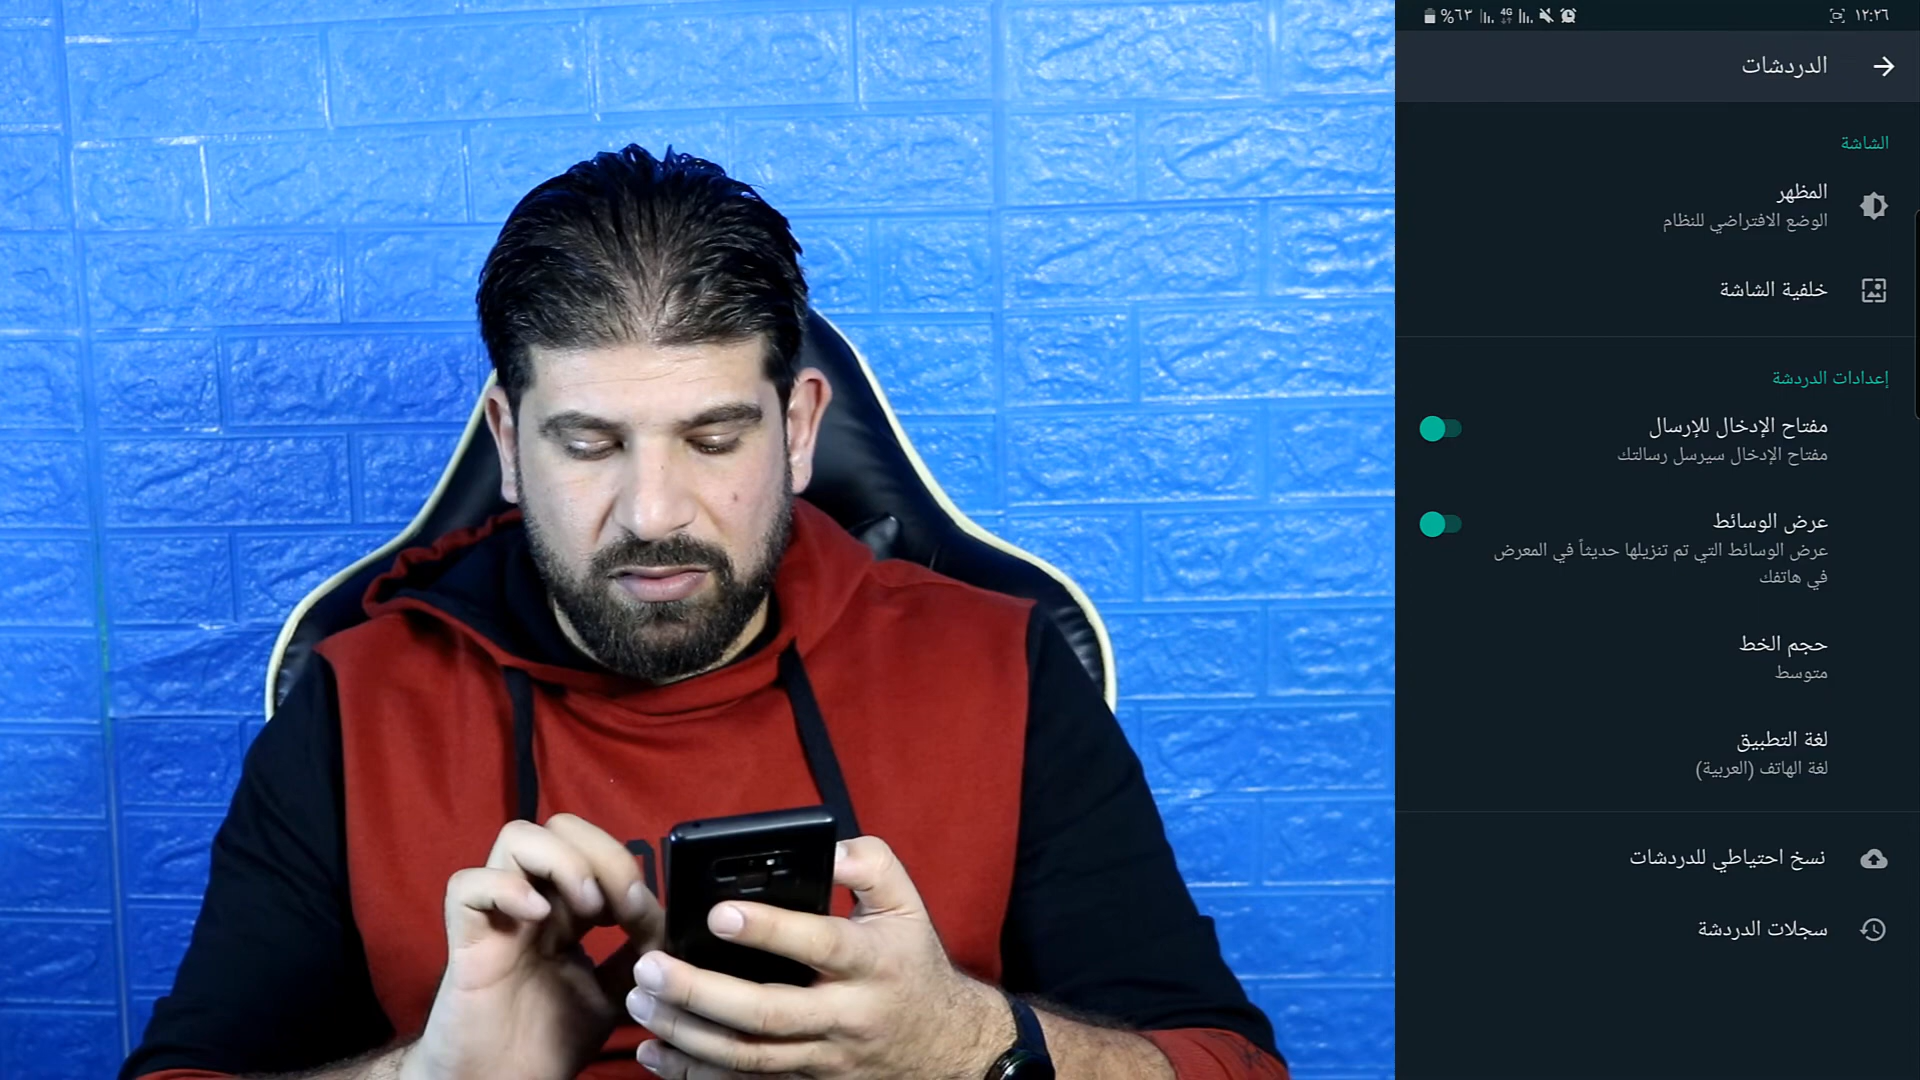 ١٢:٢٦
%٦٣
4G
الدردشات
الشاشة
المظهر
الوضع الافتراضي للنظام
خلفية الشاشة
إعدادات الدردشة
مفتاح الإدخال للإرسال
مفتاح الإدخال سيرسل رسالتك
عرض الوسائط
عرض الوسائط التي تم تنزيلها حديثاً في المعرض
في هاتفك
حجم الخط
متوسط
لغة التطبيق
لغة الهاتف (العربية)
نسخ احتياطي للدردشات
سجلات الدردشة